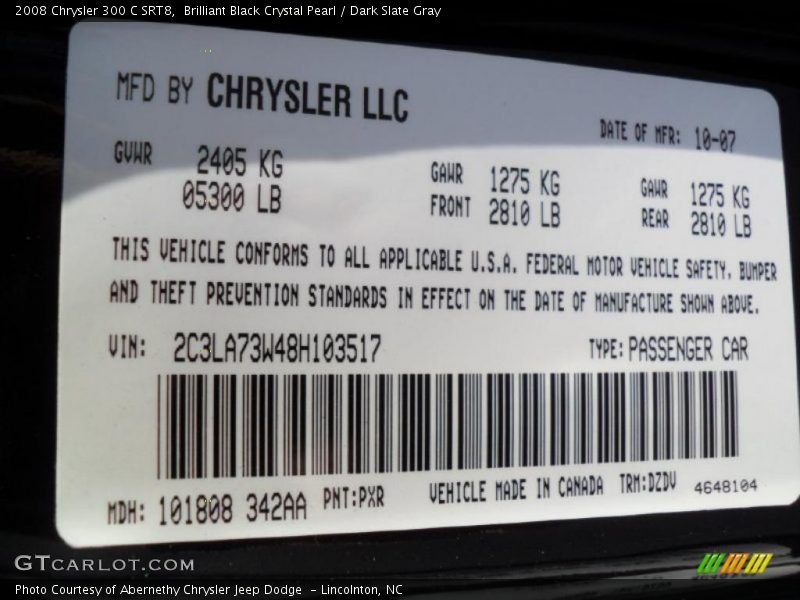 2008 Chrysler 300 C SRT8,  Brilliant Black Crystal Pearl / Dark Slate Gray
MFD BY CHRYSLER LLC
DATE OF MFR: 10-07
GVWR 2405 KG
05300 LB
GAWR 1275 KG
FRONT 2810 LB
GAWR 1275 KG
REAR 2810 LB
THIS VEHICLE CONFORMS TO ALL APPLICABLE U.S.A. FEDERAL MOTOR VEHICLE SAFETY, BUMPER
AND THEFT PREVENTION STANDARDS IN EFFECT ON THE DATE OF MANUFACTURE SHOWN ABOVE.
VIN: 2C3LA73W48H103517
TYPE: PASSENGER CAR
MDH: 101808 342AA
PNT:PXR
VEHICLE MADE IN CANADA
TRM:DZDV
4648104
GTCARLOT.COM
Photo Courtesy of Abernethy Chrysler Jeep Dodge  – Lincolnton, NC